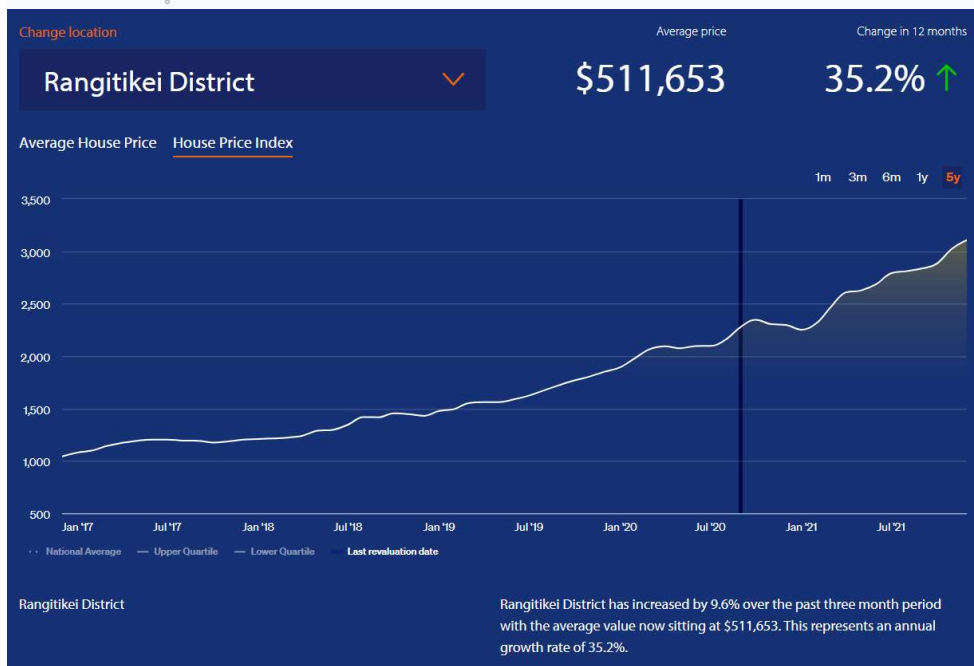 Change location
Average price
Change in 12 months
Rangitikei District
$511,653
35.2%
Average House Price House Price Index
1m 3m 6m 1y 5y
3,500
3,000
2,500
2,000
1,500
1,000
500
Jan '17 Jul '17 Jan '18 Jul '18 Jan '19 Jul '19 Jan '20 Jul '20 Jan '21 Jul '21
National Average Upper Quartile Lower Quartile Last revaluation date
Rangitikei District
Rangitikei District has increased by 9.6% over the past three month period
with the average value now sitting at $511,653. This represents an annual
growth rate of 35.2%.